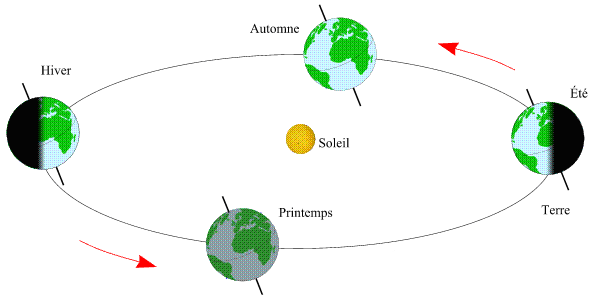 Automne
Hiver
Été
Soleil
Terre
Printemps